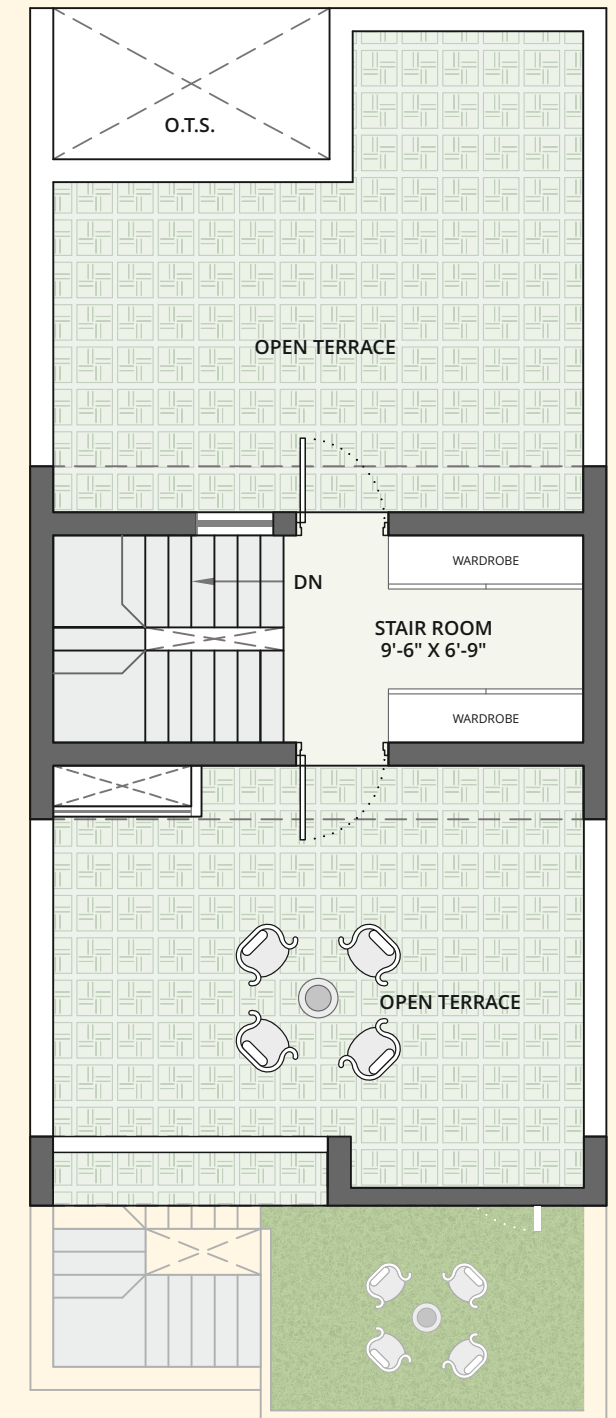 O.T.S.
OPEN TERRACE
DN
WARDROBE
STAIR ROOM
9'-6" X 6'-9"
WARDROBE
OPEN TERRACE